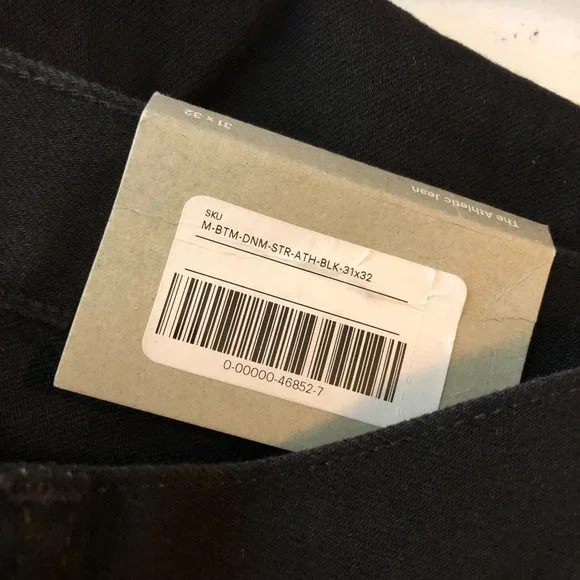 31 x 32
The Athletic Jean
SKU
M-BTM-DNM-STR-ATH-BLK-31x32
0-00000-46852-7